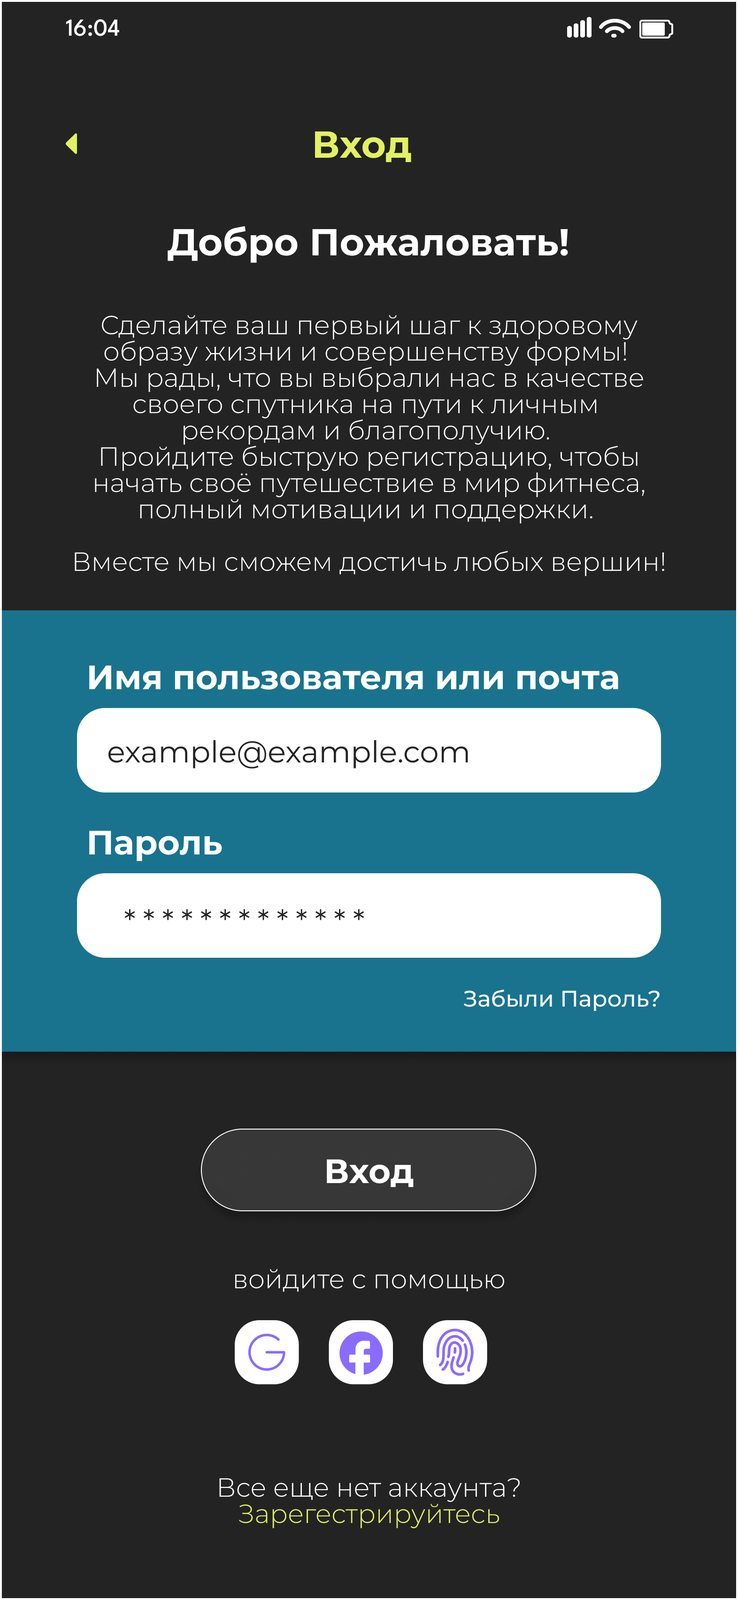 16:04
Вход
Добро Пожаловать!
Сделайте ваш первый шаг к здоровому
образу жизни и совершенству формы!
Мы рады, что вы выбрали нас в качестве
своего спутника на пути к личным
рекордам и благополучию.
Пройдите быструю регистрацию, чтобы
начать своё путешествие в мир фитнеса,
полный мотивации и поддержки.
Вместе мы сможем достичь любых вершин!
Имя пользователя или почта
example@example.com
Пароль
*************
Забыли Пароль?
Вход
войдите с помощью
Все еще нет аккаунта?
Зарегестрируйтесь